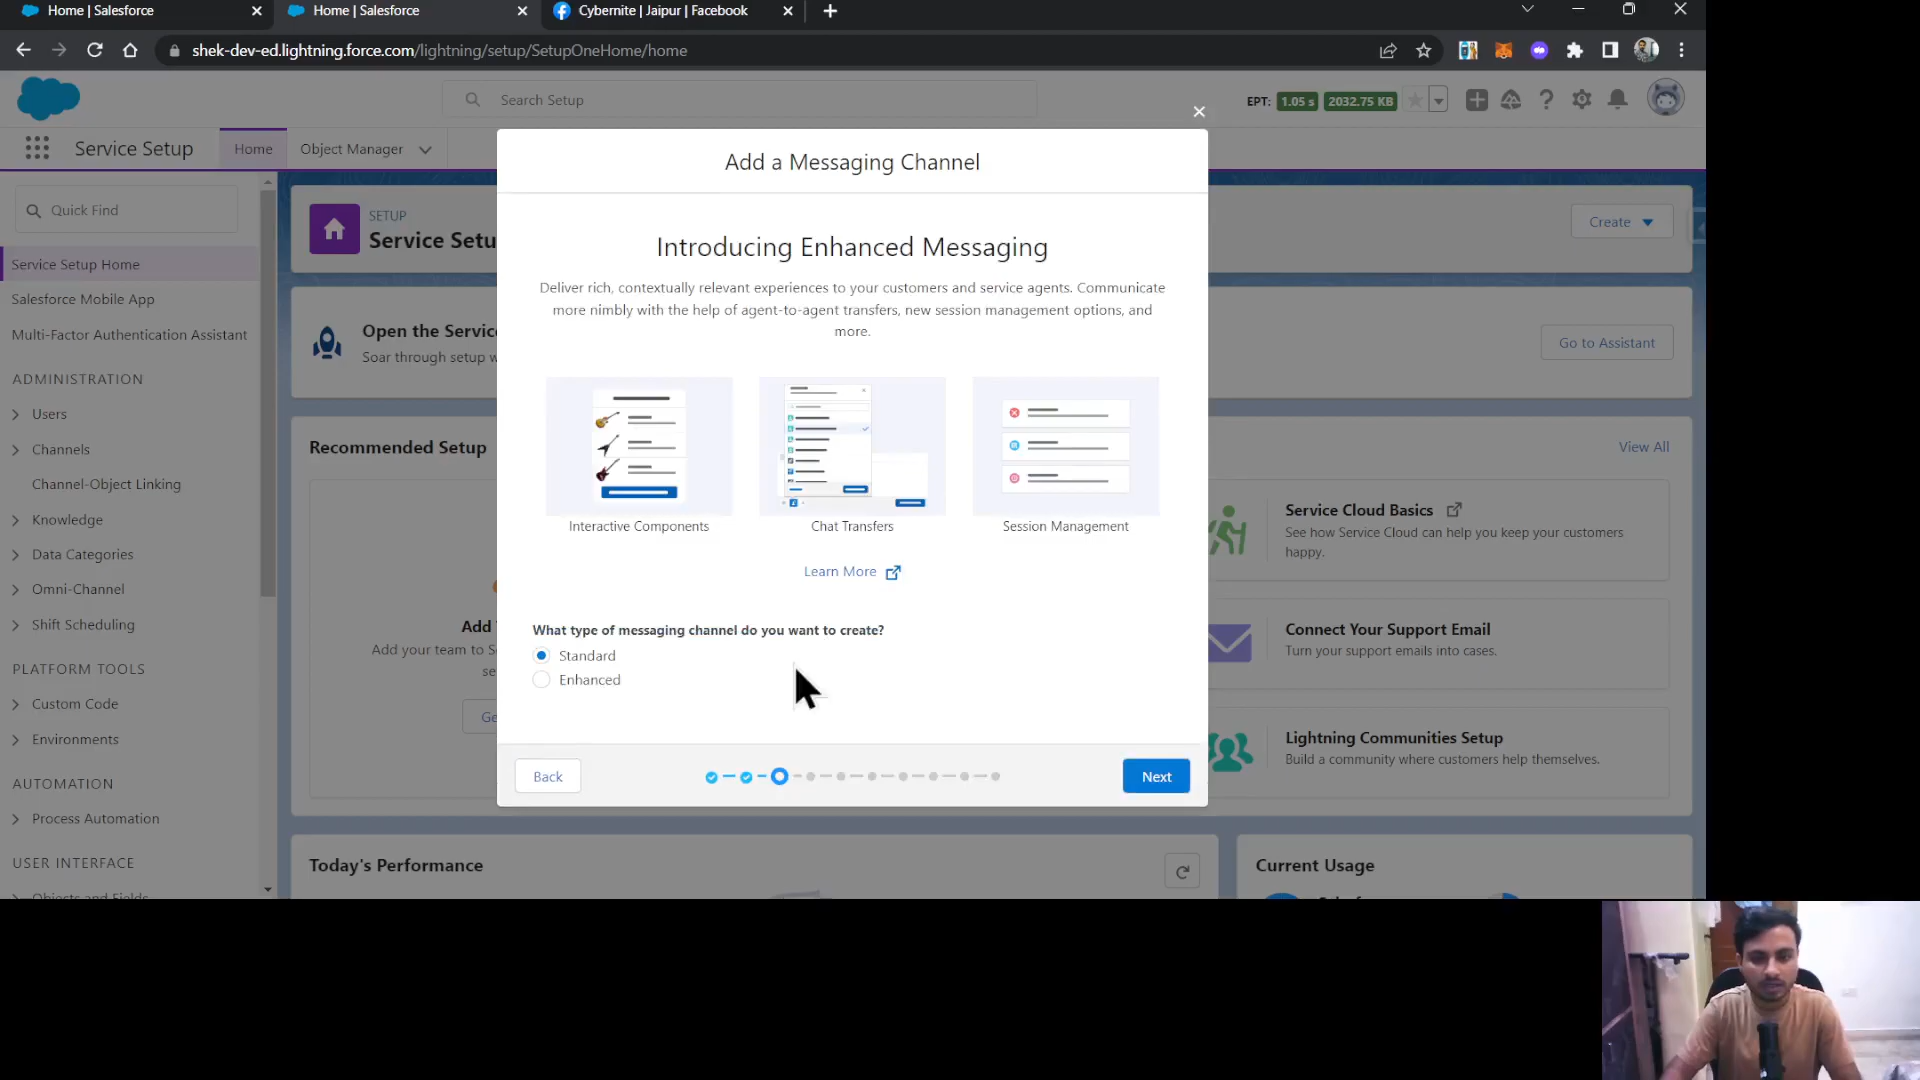 Home | Salesforce
Home | Salesforce
Cybernite | Jaipur | Facebook
shek-dev-ed.lightning.force.com/lightning/setup/SetupOneHome/home
Search Setup
EPT: 1.05 s 2032.75 KB
Service Setup
Home
Object Manager
Quick Find
Service Setup Home
Salesforce Mobile App
Multi-Factor Authentication Assistant
ADMINISTRATION
Users
Channels
Channel-Object Linking
Knowledge
Data Categories
Omni-Channel
Shift Scheduling
PLATFORM TOOLS
Custom Code
Environments
AUTOMATION
Process Automation
USER INTERFACE
Objects and Fields
SETUP
Service Setu
Create
Open the Servic
Soar through setup w
Go to Assistant
Recommended Setup
View All
Add
Add your team to S
se
Ge
Service Cloud Basics
See how Service Cloud can help you keep your customers
happy.
Connect Your Support Email
Turn your support emails into cases.
Lightning Communities Setup
Build a community where customers help themselves.
Today's Performance
Current Usage
Add a Messaging Channel
Introducing Enhanced Messaging
Deliver rich, contextually relevant experiences to your customers and service agents. Communicate
more nimbly with the help of agent-to-agent transfers, new session management options, and
more.
Interactive Components
Chat Transfers
Session Management
Learn More
What type of messaging channel do you want to create?
Standard
Enhanced
Back
Next